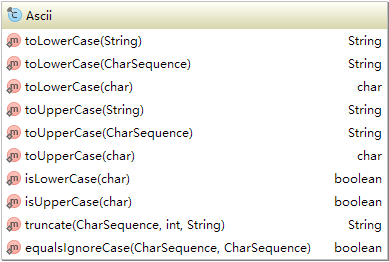 Ascii
toLowerCase(String) String
toLowerCase(CharSequence) String
toLowerCase(char) char
toUpperCase(String) String
toUpperCase(CharSequence) String
toUpperCase(char) char
isLowerCase(char) boolean
isUpperCase(char) boolean
truncate(CharSequence, int, String) String
equalsIgnoreCase(CharSequence, CharSequence) boolean